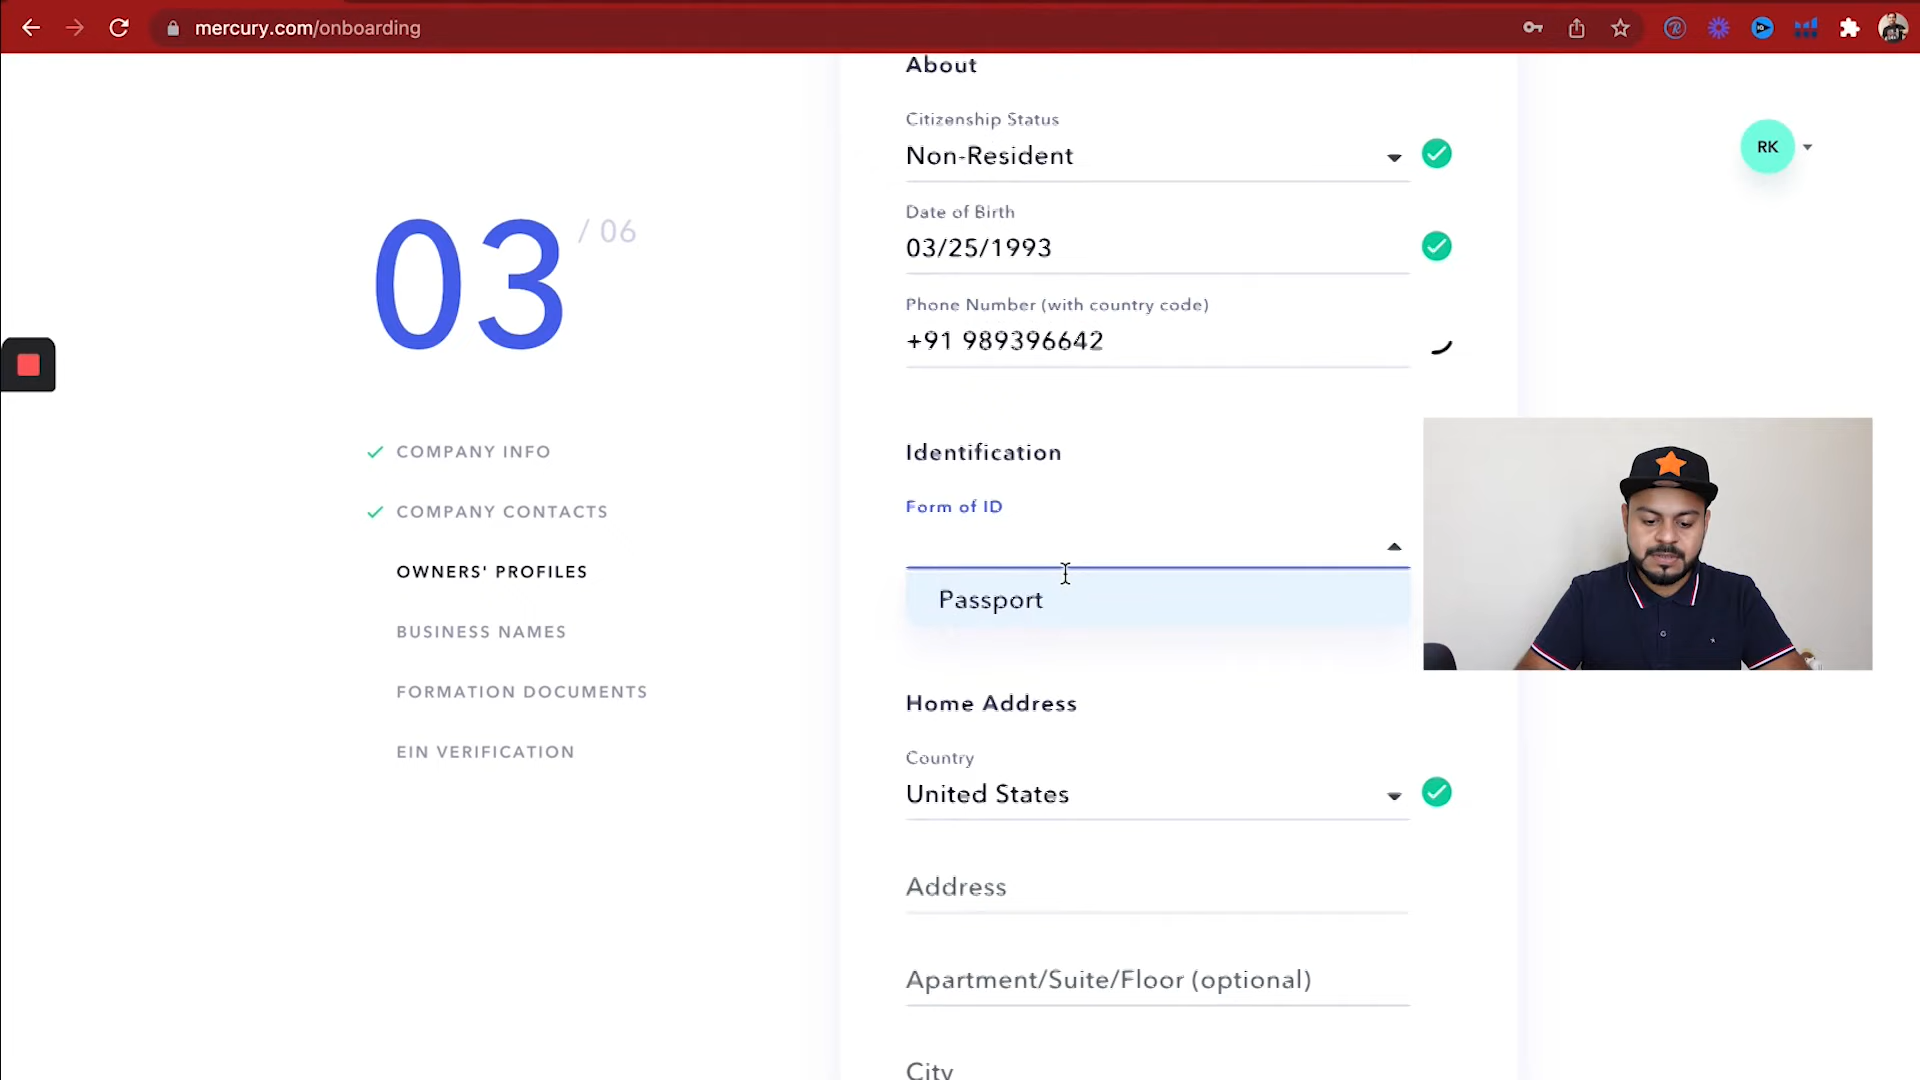 mercury.com/onboarding
RK
03 / 06
COMPANY INFO
COMPANY CONTACTS
OWNERS' PROFILES
BUSINESS NAMES
FORMATION DOCUMENTS
EIN VERIFICATION
About
Citizenship Status
Non-Resident
Date of Birth
03/25/1993
Phone Number (with country code)
+91 989396642
Identification
Form of ID
Passport
Home Address
Country
United States
Address
Apartment/Suite/Floor (optional)
City